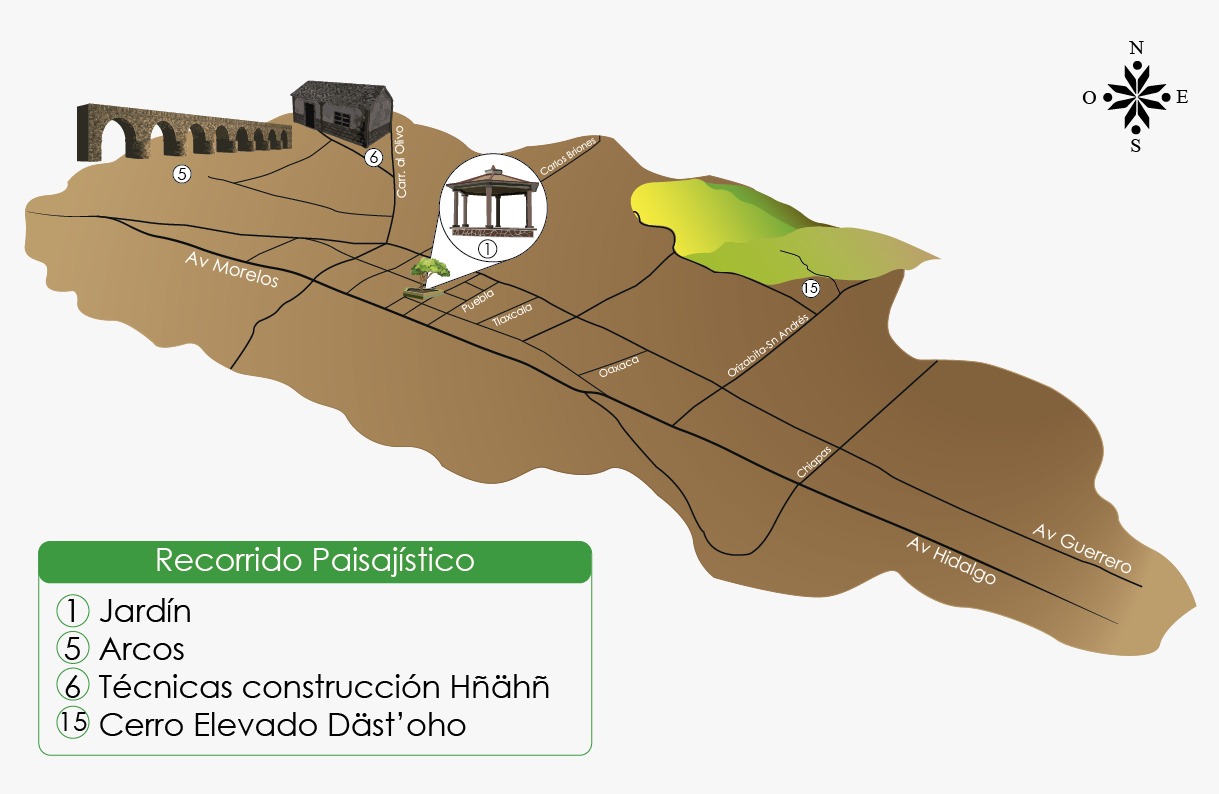 N
O
E
S
5
6
Carr. al Olivo
1
Carlos Briones
Av Morelos
Puebla
Tlaxcala
Oaxaca
Orizabita-Sn Andrés
15
Chiapas
Av Hidalgo
Av Guerrero
Recorrido Paisajístico
1 Jardín
5 Arcos
6 Técnicas construcción Hñähñ
15 Cerro Elevado Däst’oho